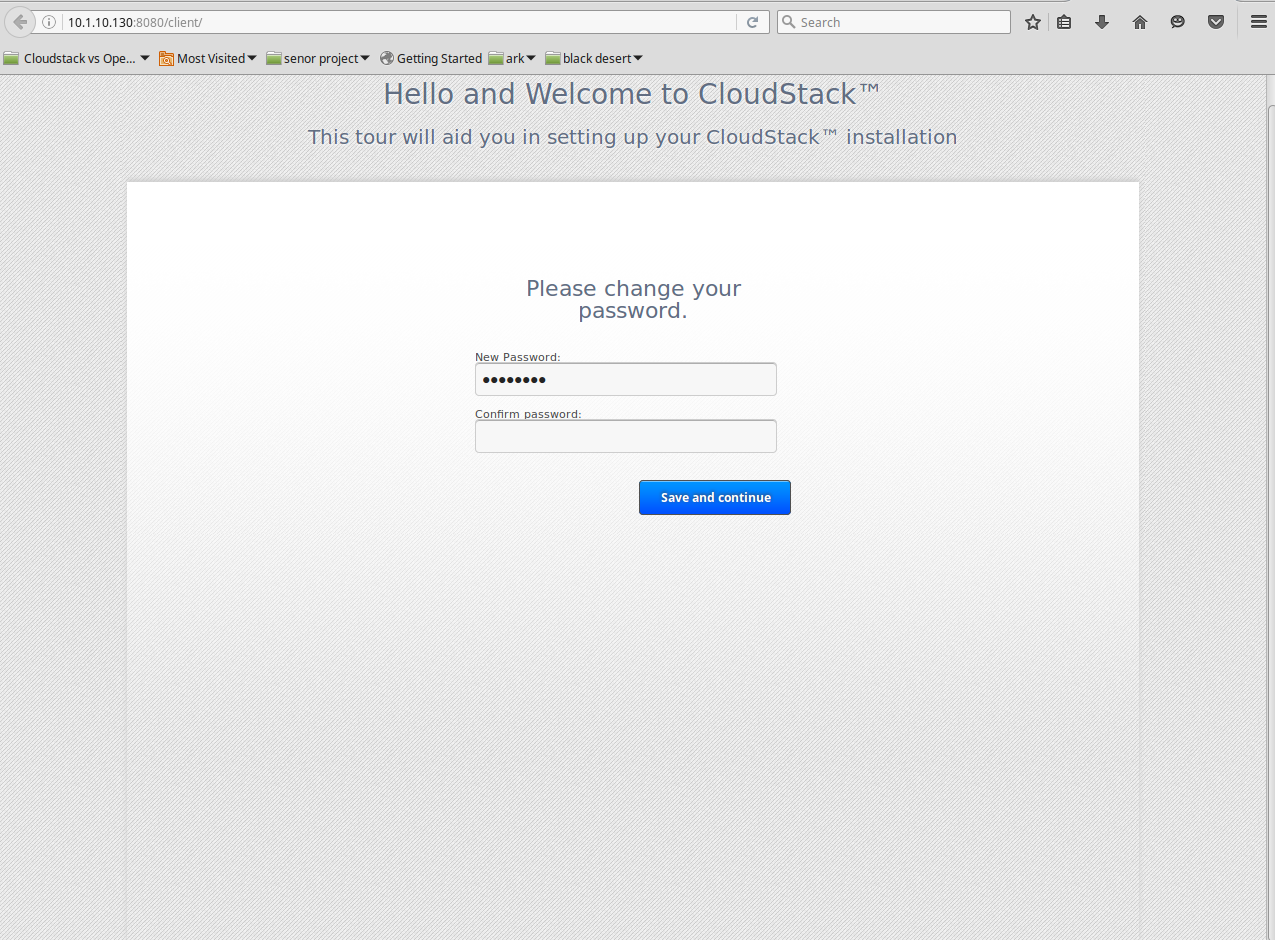 10.1.10.130:8080/client/
Search
Cloudstack vs Ope... Most Visited senor project Getting Started ark black desert
Hello and Welcome to CloudStack™
This tour will aid you in setting up your CloudStack™ installation
Please change your
password.
New Password:
●●●●●●●●
Confirm password:
Save and continue